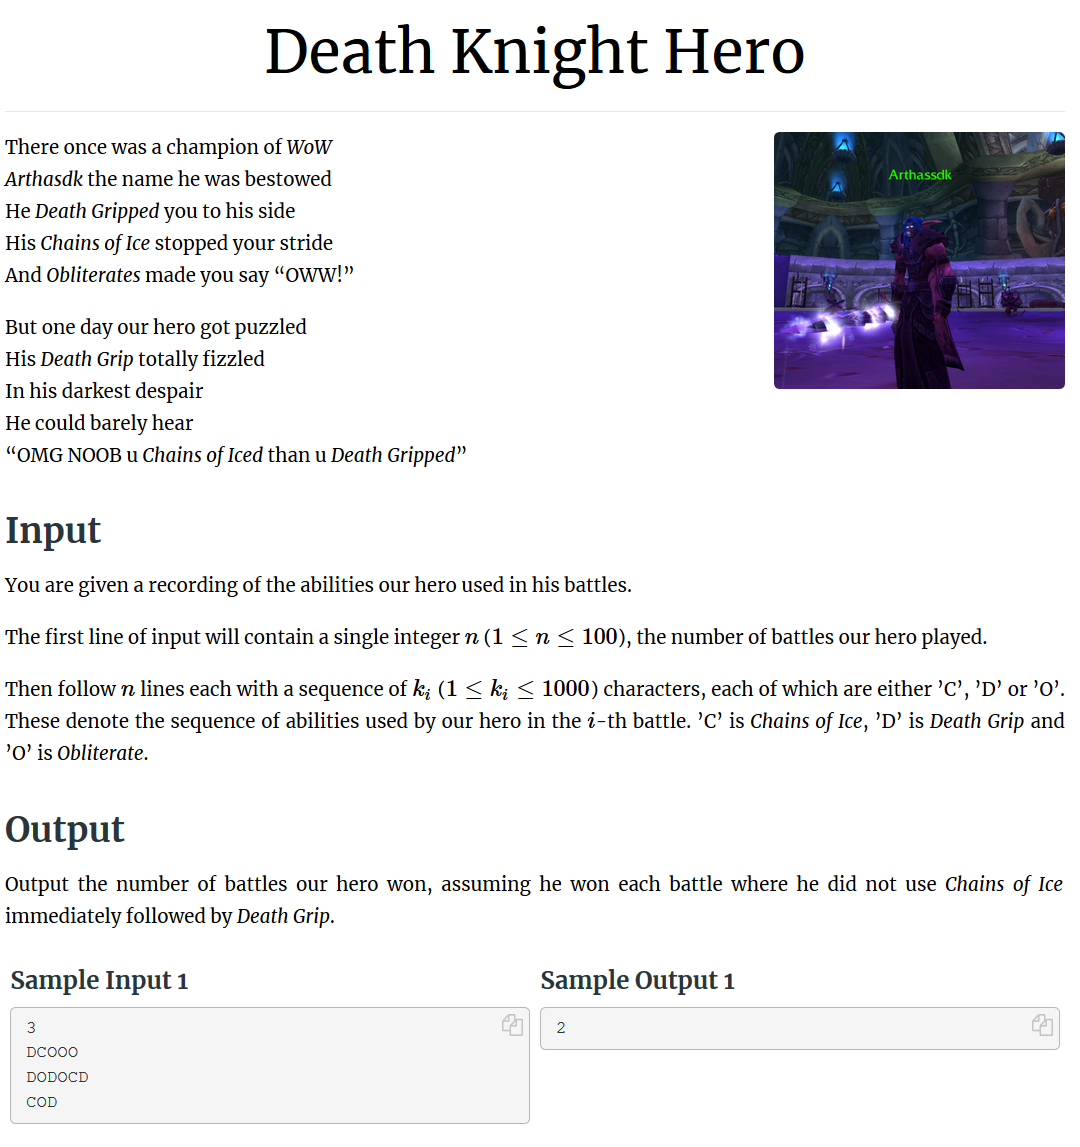 Death Knight Hero
There once was a champion of WoW
Arthasdk the name he was bestowed
He Death Gripped you to his side
His Chains of Ice stopped your stride
And Obliterates made you say “OWW!”
Arthassdk
But one day our hero got puzzled
His Death Grip totally fizzled
In his darkest despair
He could barely hear
“OMG NOOB u Chains of Iced than u Death Gripped”
Input
You are given a recording of the abilities our hero used in his battles.
The first line of input will contain a single integer n (1 ≤ n ≤ 100), the number of battles our hero played.
Then follow n lines each with a sequence of kᵢ (1 ≤ kᵢ ≤ 1000) characters, each of which are either ’C’, ’D’ or ’O’.
These denote the sequence of abilities used by our hero in the i-th battle. ’C’ is Chains of Ice, ’D’ is Death Grip and
’O’ is Obliterate.
Output
Output the number of battles our hero won, assuming he won each battle where he did not use Chains of Ice
immediately followed by Death Grip.
Sample Input 1
3
DCOOO
DODOCD
COD
Sample Output 1
2